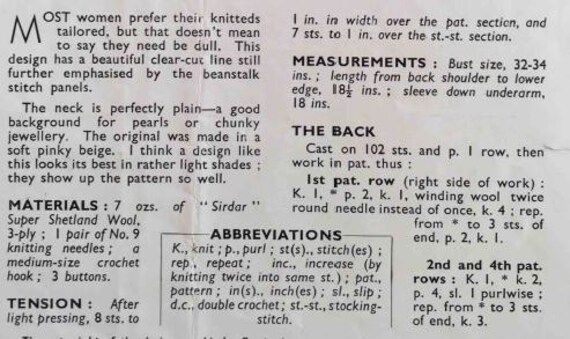 MOST women prefer their knitteds
tailored, but that doesn't mean
to say they need be dull. This
design has a beautiful clear-cut line still
further emphasised by the beanstalk
stitch panels.
The neck is perfectly plain—a good
background for pearls or chunky
jewellery. The original was made in a
soft pinky beige. I think a design like
this looks its best in rather light shades ;
they show up the pattern so well.
MATERIALS : 7 ozs. of "Sirdar"
Super Shetland Wool,
3-ply ; 1 pair of No. 9
knitting needles ; a
medium-size crochet
hook ; 3 buttons.
TENSION : After
light pressing, 8 sts. to
ABBREVIATIONS
K., knit ; p., purl ; st(s)., stitch(es) ;
rep., repeat ; inc., increase (by
knitting twice into same st.) ; pat.,
pattern ; in(s)., inch(es) ; sl., slip ;
d.c., double crochet ; st.-st., stocking-
stitch.
1 in. in width over the pat. section, and
7 sts. to 1 in. over the st.-st. section.
MEASUREMENTS : Bust size, 32-34
ins. ; length from back shoulder to lower
edge, 18½ ins. ; sleeve down underarm,
18 ins.
THE BACK
Cast on 102 sts. and p. 1 row, then
work in pat. thus :
1st pat. row (right side of work) :
K. 1, * p. 2, k. 1, winding wool twice
round needle instead of once, k. 4 ; rep.
from * to 3 sts. of
end, p. 2, k. 1.
2nd and 4th pat.
rows : K. 1, * k. 2,
p. 4, sl. 1 purlwise ;
rep. from * to 3 sts.
of end, k. 3.